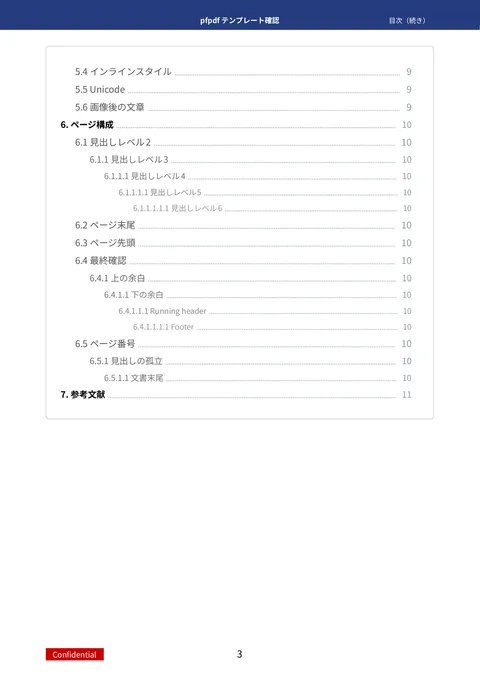 pfpdf テンプレート確認 目次（続き）
5.4 インラインスタイル 9
5.5 Unicode 9
5.6 画像後の文章 9
6. ページ構成 10
6.1 見出しレベル 2 10
6.1.1 見出しレベル 3 10
6.1.1.1 見出しレベル 4 10
6.1.1.1.1 見出しレベル 5 10
6.1.1.1.1.1 見出しレベル 6 10
6.2 ページ末尾 10
6.3 ページ先頭 10
6.4 最終確認 10
6.4.1 上の余白 10
6.4.1.1 下の余白 10
6.4.1.1.1 Running header 10
6.4.1.1.1.1 Footer 10
6.5 ページ番号 10
6.5.1 見出しの孤立 10
6.5.1.1 文書末尾 10
7. 参考文献 11
Confidential 3